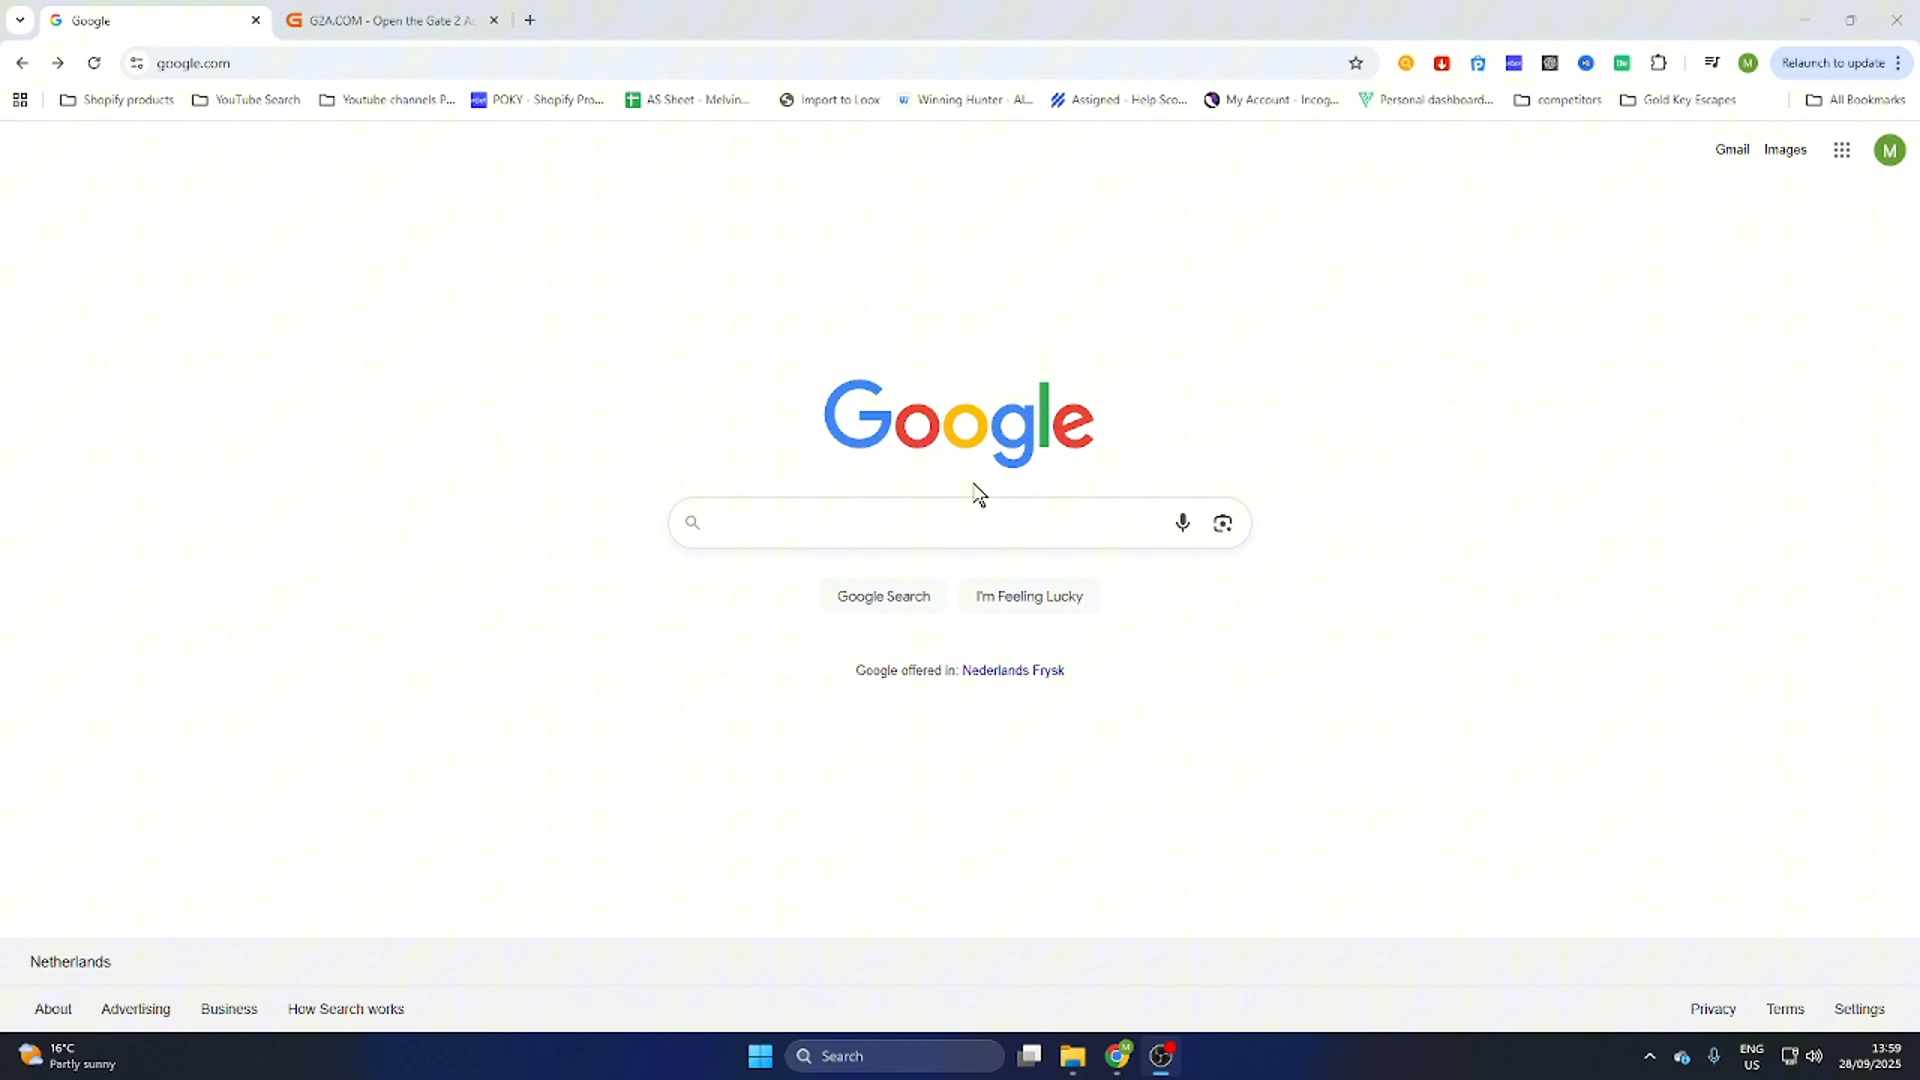 Google
G2A.COM - Open the Gate 2 Ac
google.com
Relaunch to update
Shopify products
YouTube Search
Youtube channels P...
POKY - Shopify Pro...
AS Sheet - Melvin...
Import to Loox
Winning Hunter - AI...
Assigned - Help Sco...
My Account - Incog...
Personal dashboard...
competitors
Gold Key Escapes
All Bookmarks
Gmail
Images
M
Google
Google Search
I'm Feeling Lucky
Google offered in: Nederlands Frysk
Netherlands
About
Advertising
Business
How Search works
Privacy
Terms
Settings
16°C
Partly sunny
Search
ENG
US
13:59
28/09/2025